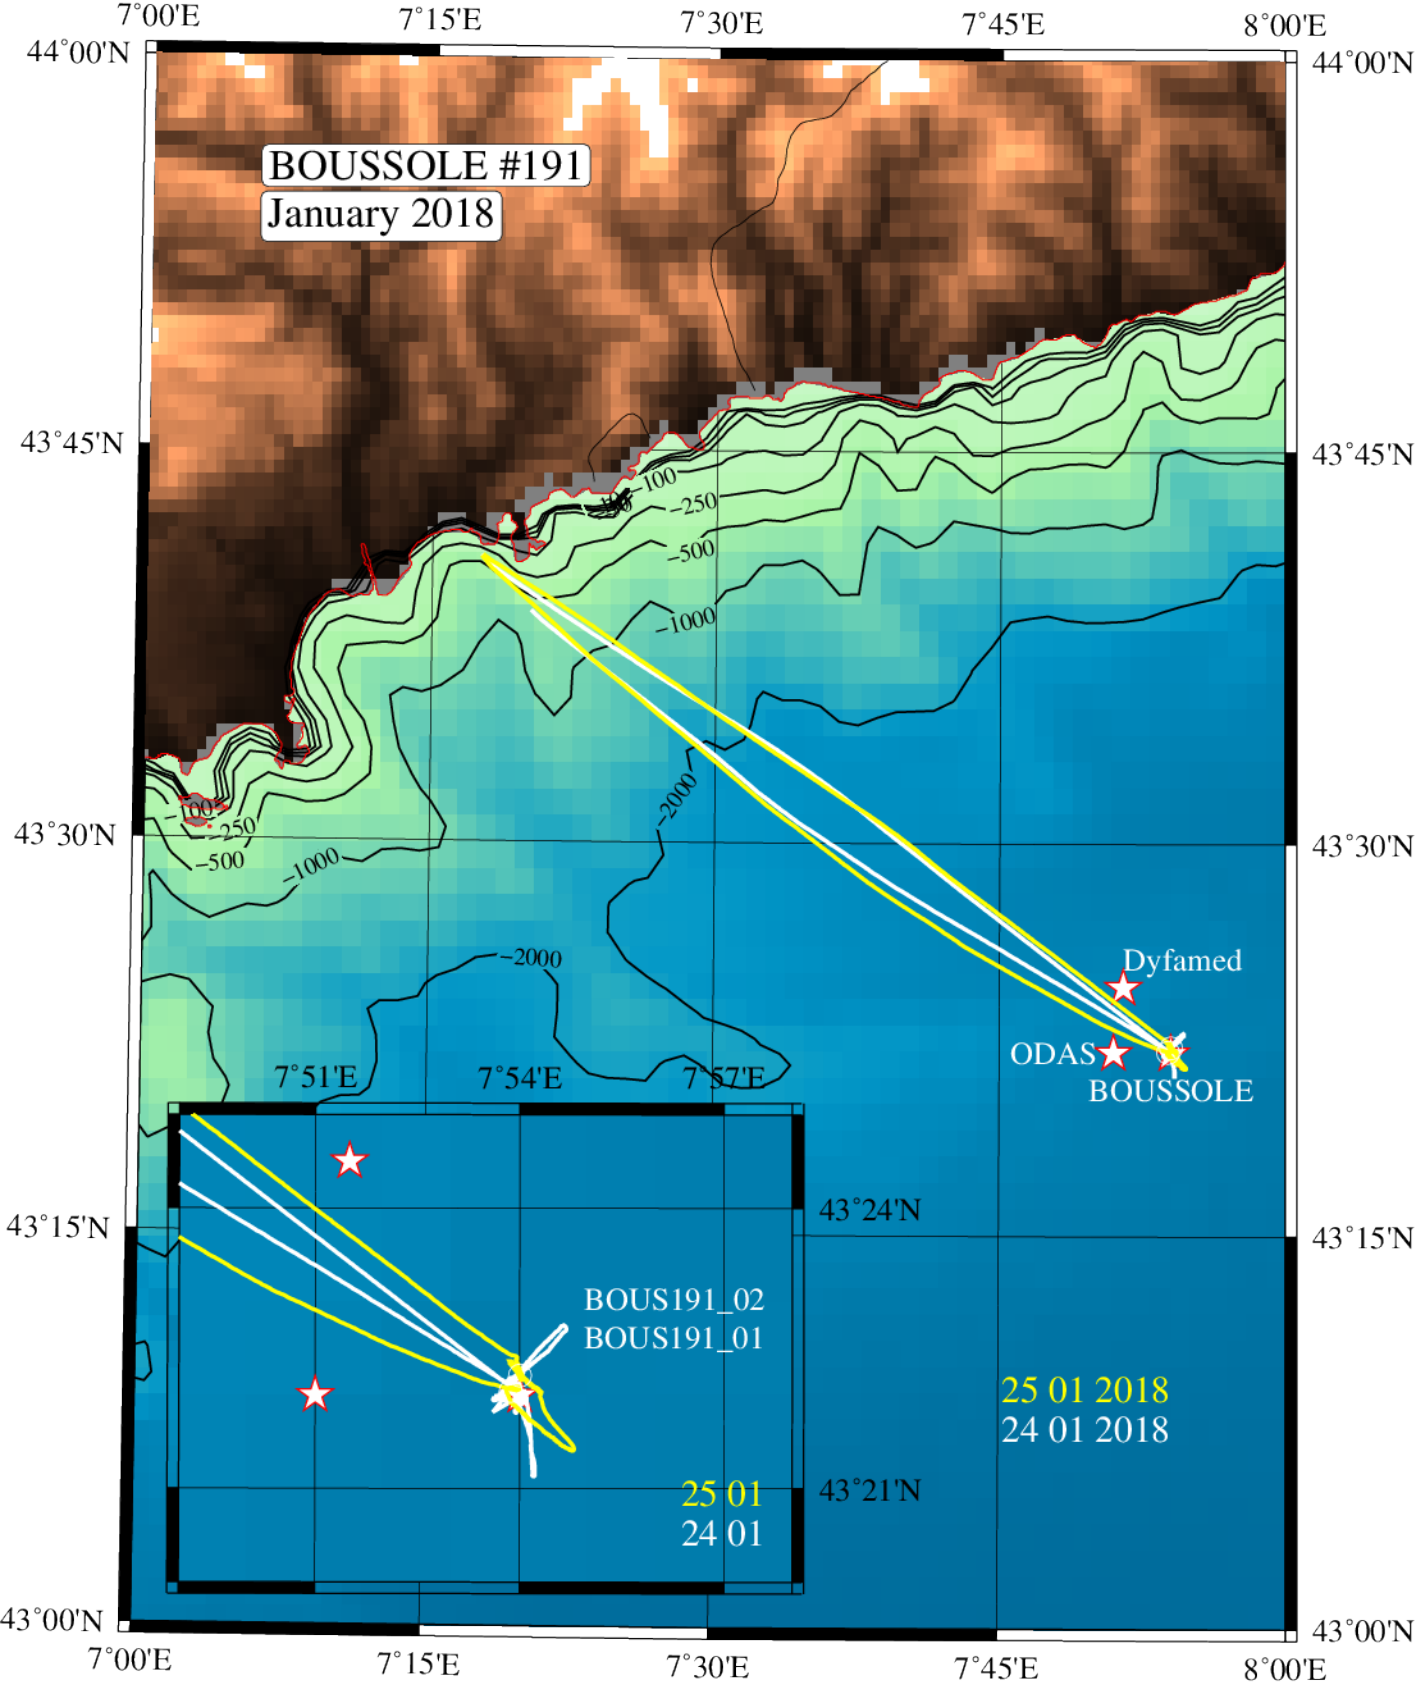 7°00'E 7°15'E 7°30'E 7°45'E 8°00'E
44°00'N 44°00'N
BOUSSOLE #191
January 2018
43°45'N 43°45'N
-100
-250
-500
-1000
-2000
43°30'N 43°30'N
-100
-250
-500
-1000
-2000
Dyfamed
ODAS
BOUSSOLE
7°51'E 7°54'E 7°57'E
43°24'N
43°15'N 43°15'N
BOUS191_02
BOUS191_01
25 01 2018
24 01 2018
43°21'N
25 01
24 01
43°00'N 43°00'N
7°00'E 7°15'E 7°30'E 7°45'E 8°00'E